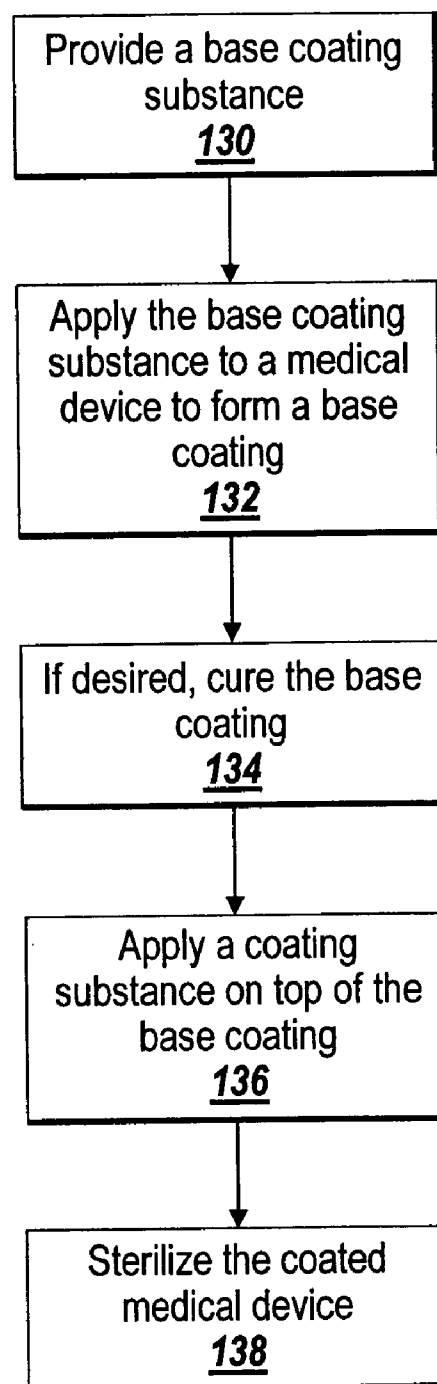 Provide a base coating
substance
130
Apply the base coating
substance to a medical
device to form a base
coating
132
If desired, cure the base
coating
134
Apply a coating
substance on top of the
base coating
136
Sterilize the coated
medical device
138